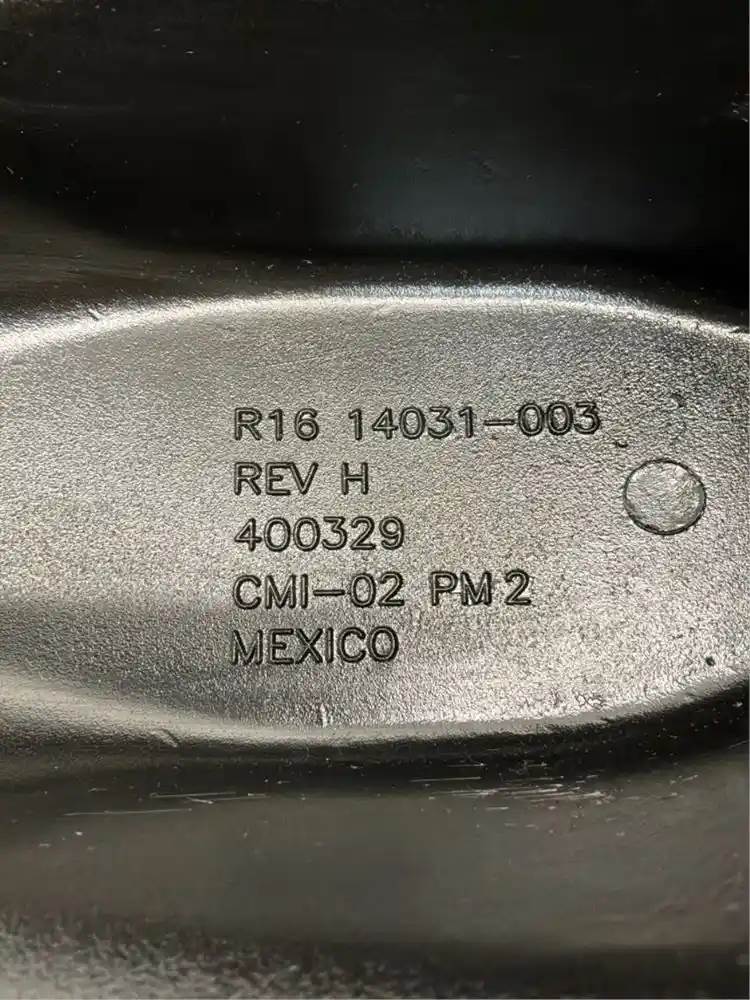 R16 14031-003
REV H
400329
CMI-02 PM2
MEXICO